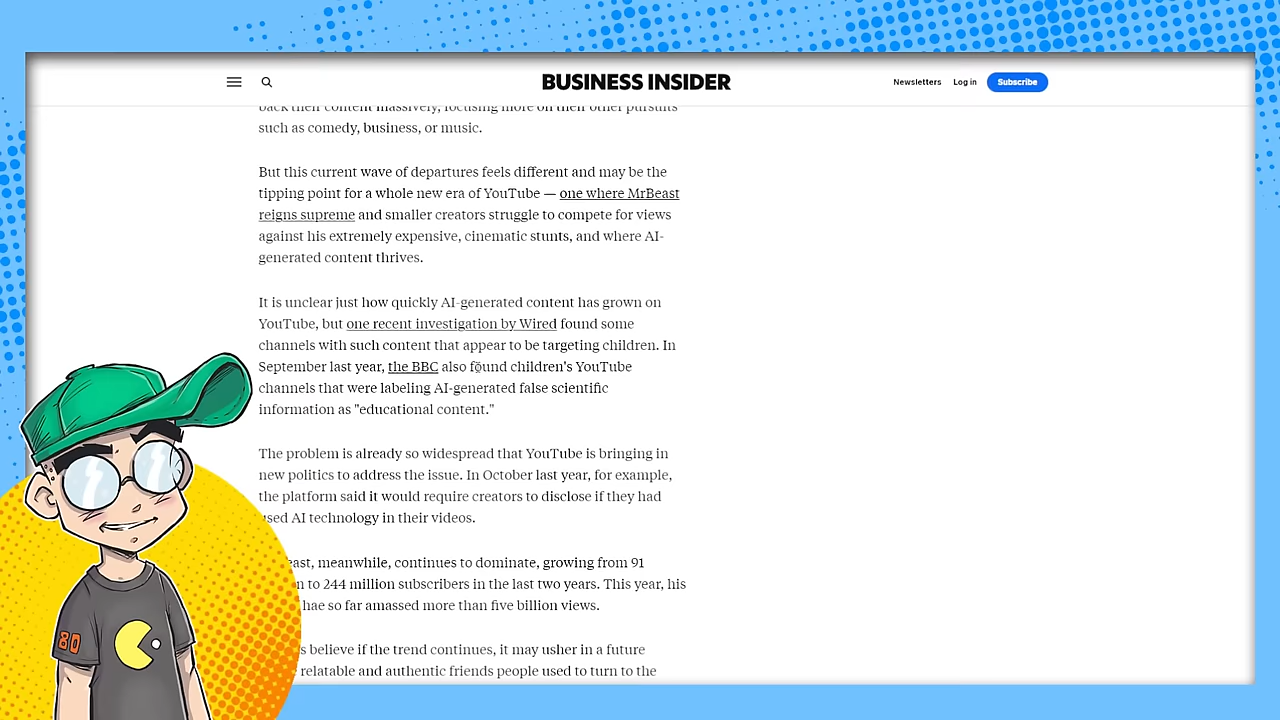 BUSINESS INSIDER
Newsletters
Log in
Subscribe
back their content massively, focusing more on their other pursuits
such as comedy, business, or music.
But this current wave of departures feels different and may be the
tipping point for a whole new era of YouTube — one where MrBeast
reigns supreme and smaller creators struggle to compete for views
against his extremely expensive, cinematic stunts, and where AI-
generated content thrives.
It is unclear just how quickly AI-generated content has grown on
YouTube, but one recent investigation by Wired found some
channels with such content that appear to be targeting children. In
September last year, the BBC also found children's YouTube
channels that were labeling AI-generated false scientific
information as "educational content."
The problem is already so widespread that YouTube is bringing in
new politics to address the issue. In October last year, for example,
the platform said it would require creators to disclose if they had
used AI technology in their videos.
east, meanwhile, continues to dominate, growing from 91
n to 244 million subscribers in the last two years. This year, his
hae so far amassed more than five billion views.
s believe if the trend continues, it may usher in a future
relatable and authentic friends people used to turn to the
80